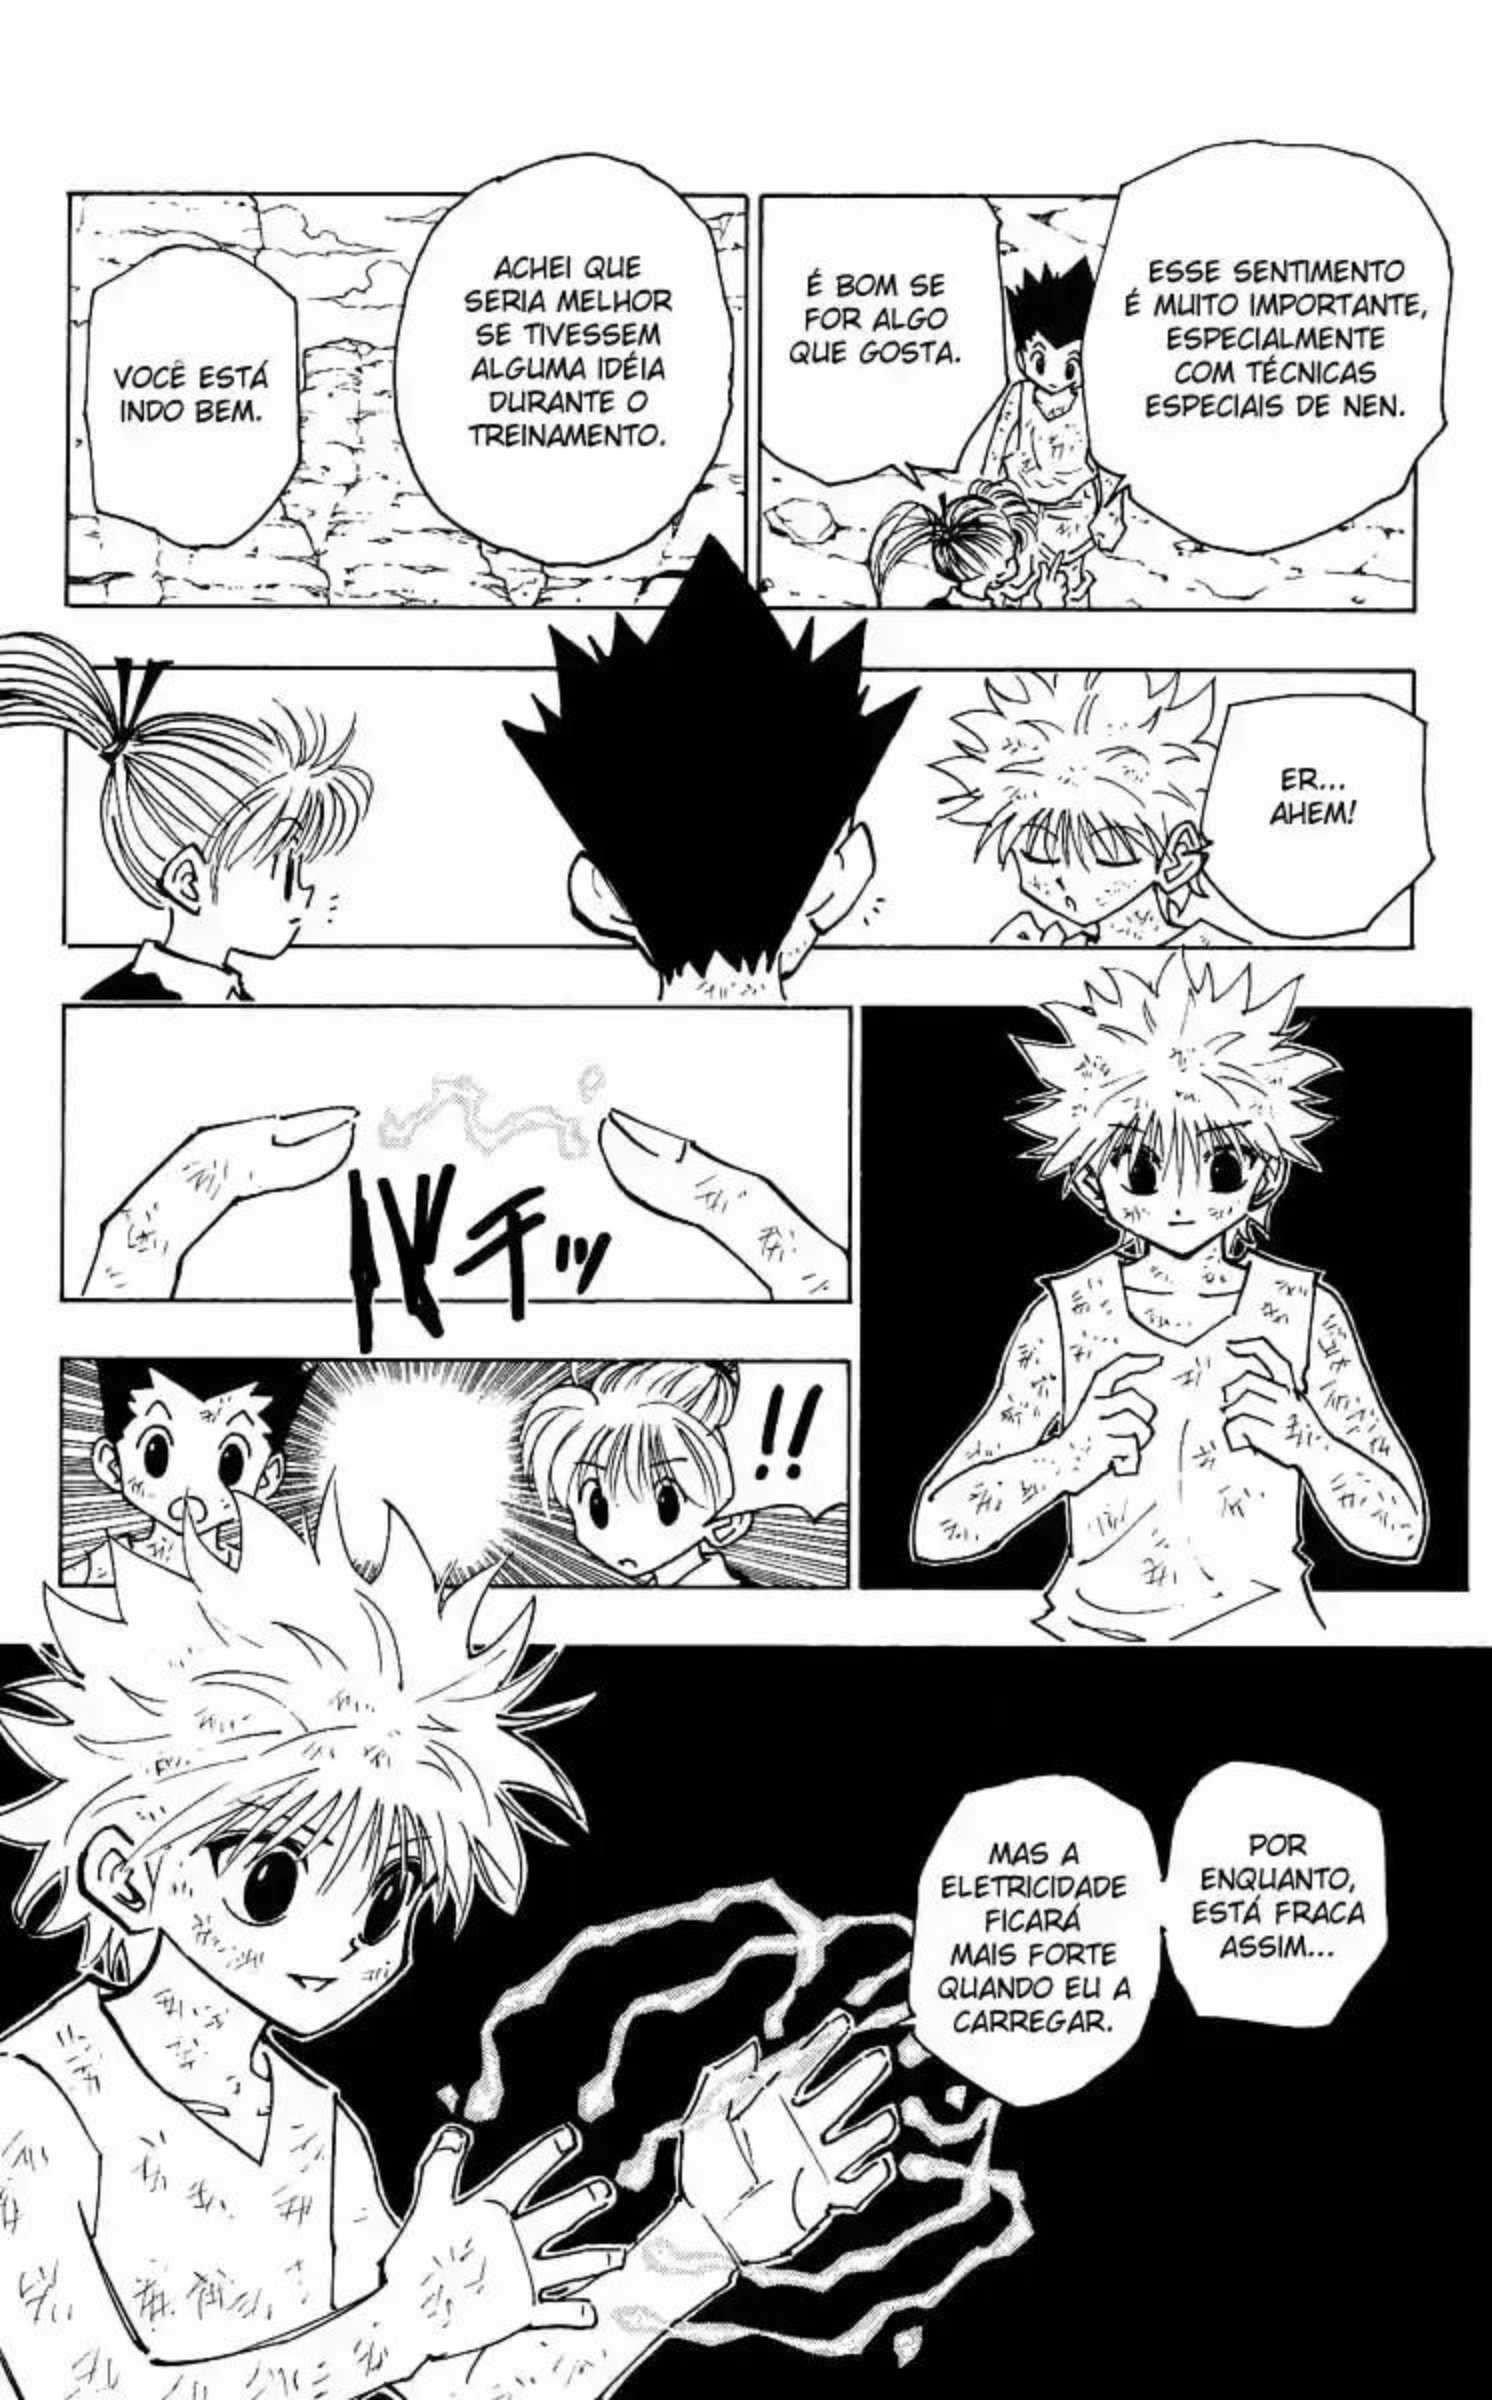 ESSE SENTIMENTO
É MUITO IMPORTANTE,
ESPECIALMENTE
COM TÉCNICAS
ESPECIAIS DE NEN.
É BOM SE
FOR ALGO
QUE GOSTA.
ACHEI QUE
SERIA MELHOR
SE TIVESSEM
ALGUMA IDÉIA
DURANTE O
TREINAMENTO.
VOCÊ ESTÁ
INDO BEM.
ER...
AHEM!
バチッ
!!
POR
ENQUANTO,
ESTÁ FRACA
ASSIM...
MAS A
ELETRICIDADE
FICARÁ
MAIS FORTE
QUANDO EU A
CARREGAR.